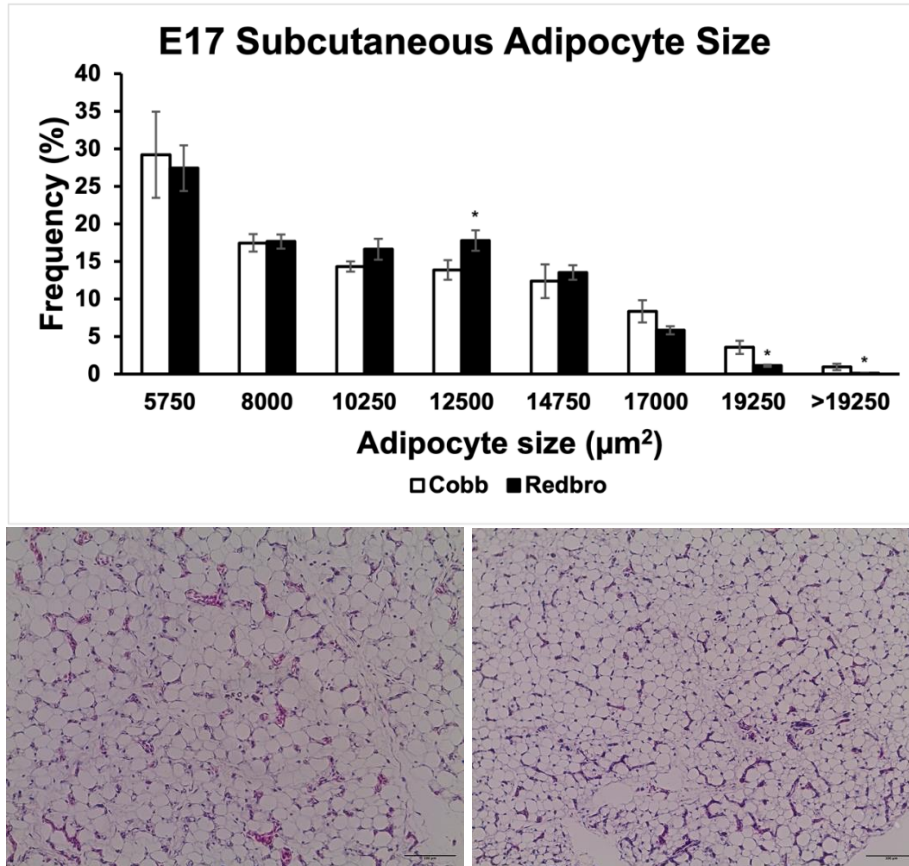 E17 Subcutaneous Adipocyte Size
Frequency (%)
40
35
30
25
20
15
10
5
0
5750 8000 10250 12500 14750 17000 19250 >19250
* * *
Adipocyte size (µm²)
Cobb Redbro